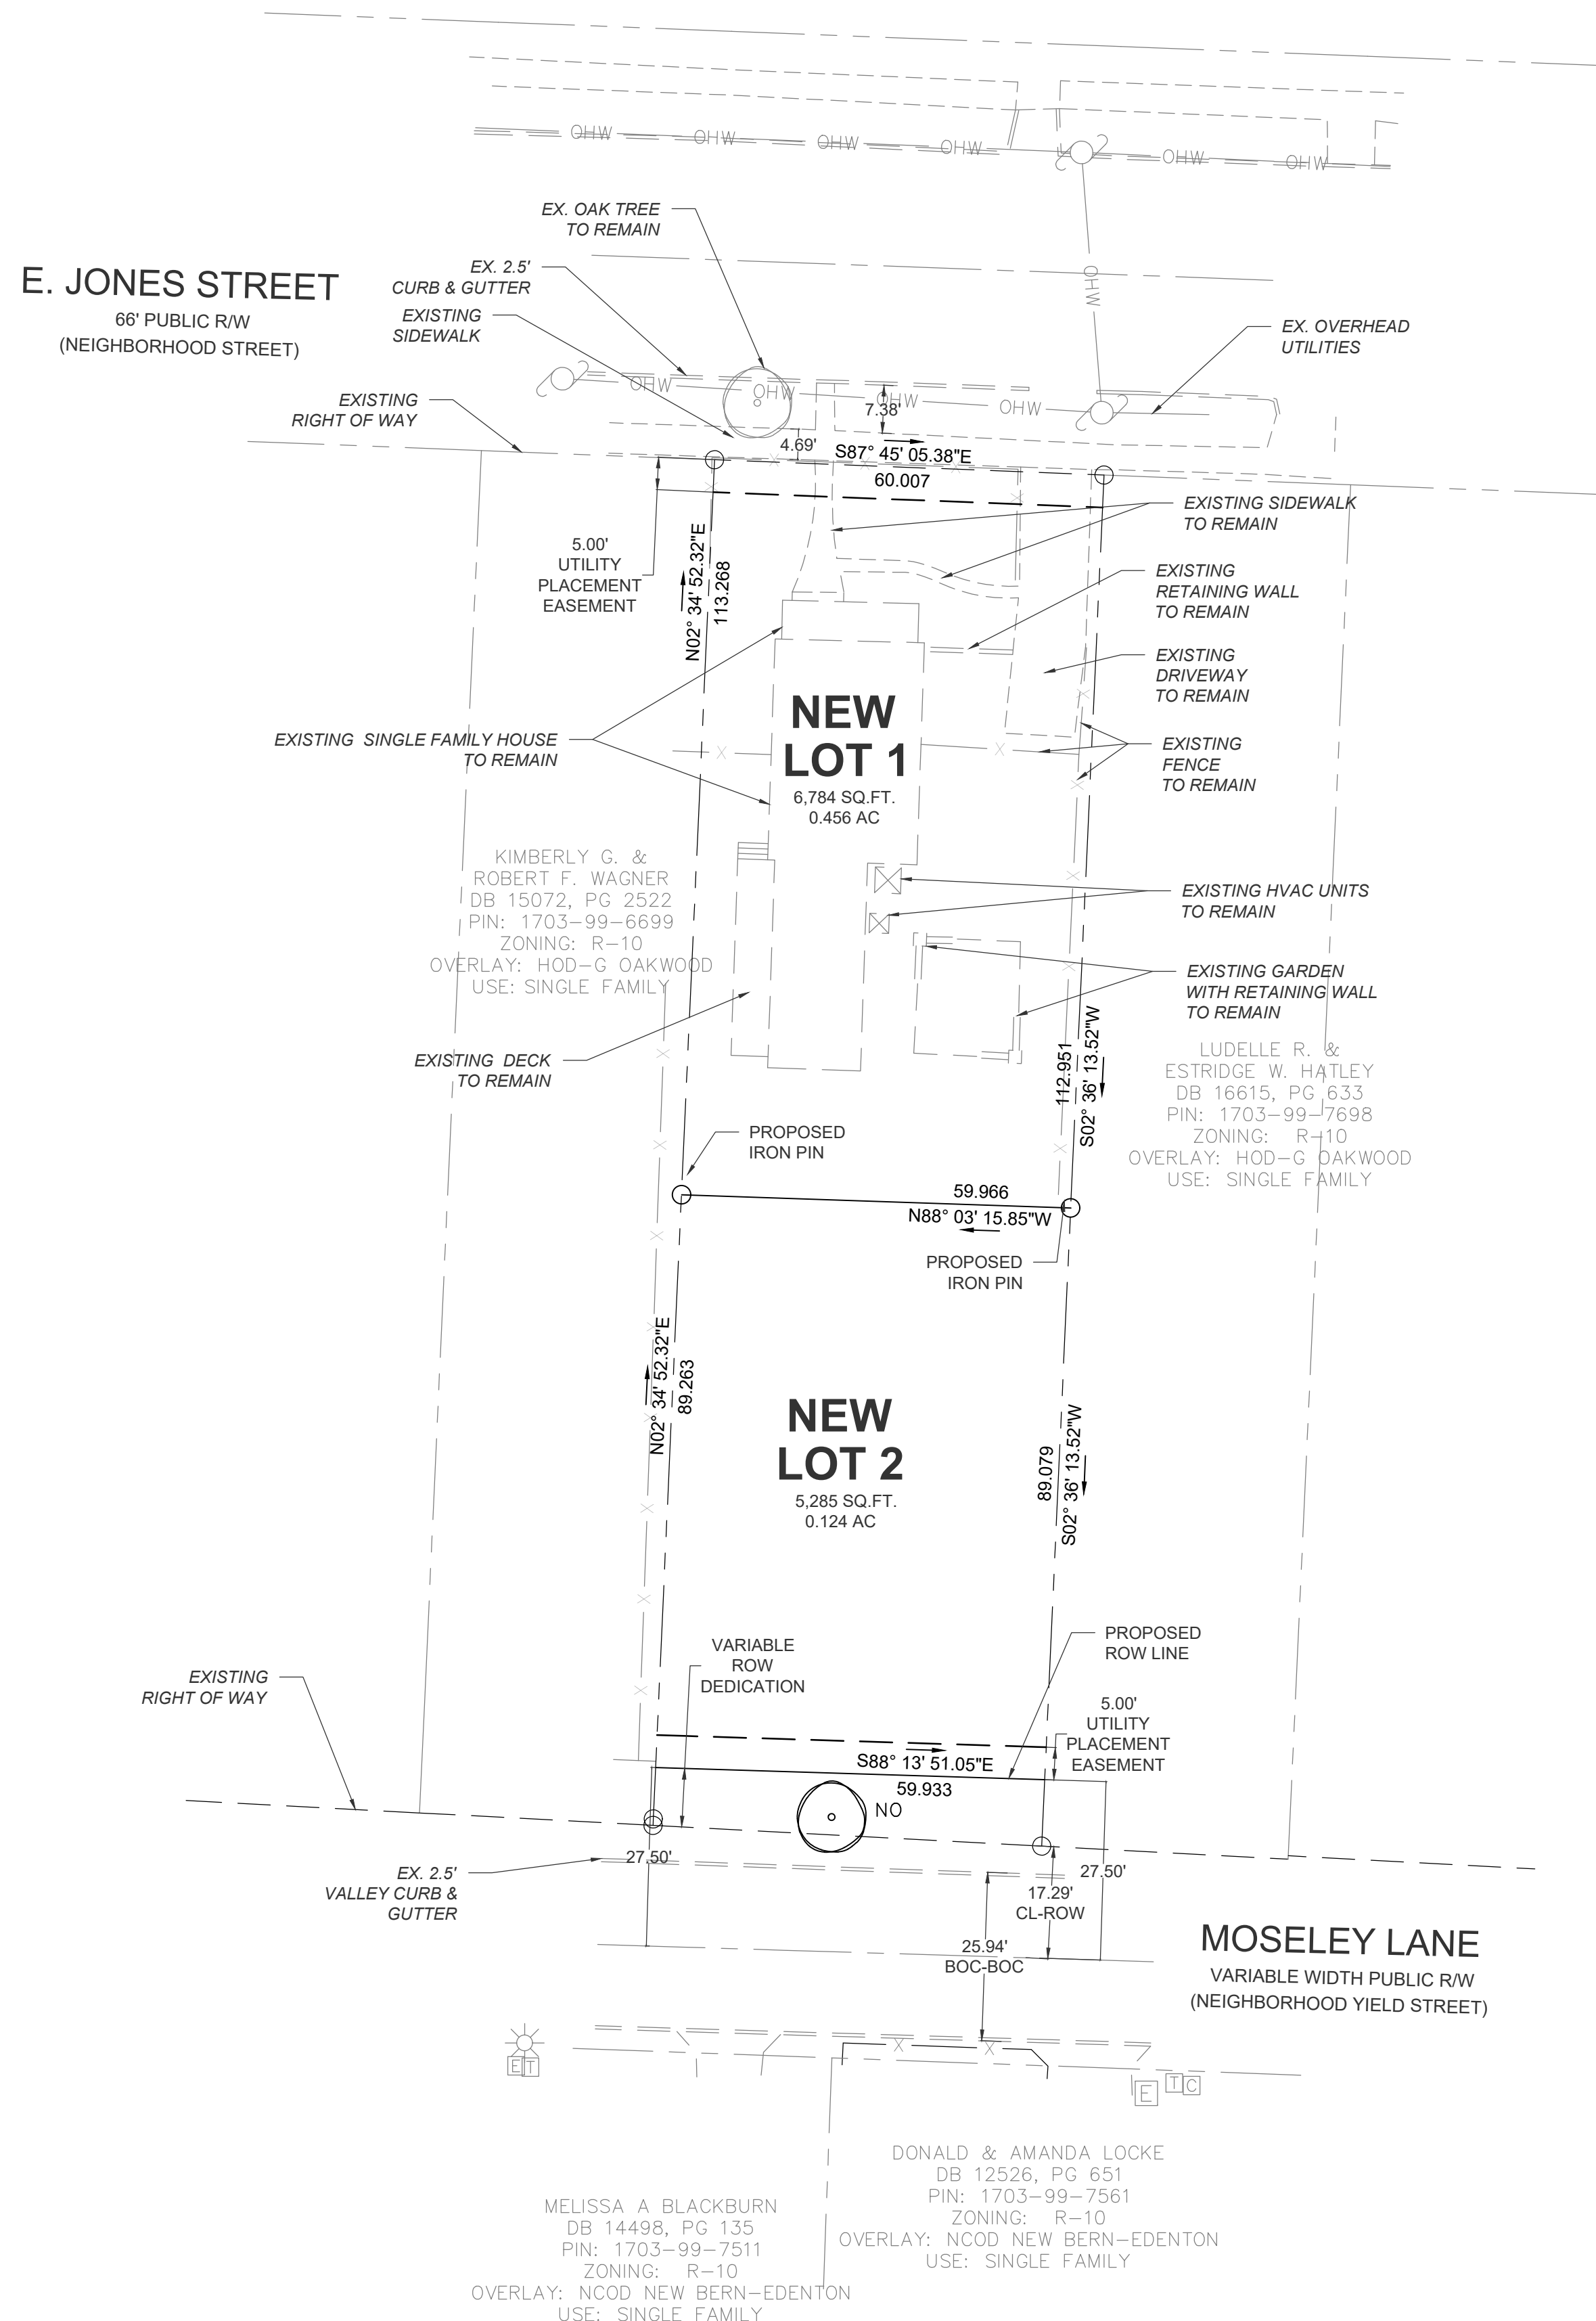 OHW OHW OHW OHW OHW OHW
OHW
EX. OAK TREE
TO REMAIN
E. JONES STREET
66' PUBLIC R/W
(NEIGHBORHOOD STREET)
EX. 2.5'
CURB & GUTTER
EXISTING
SIDEWALK
EX. OVERHEAD
UTILITIES
EXISTING
RIGHT OF WAY
OHW OHW OHW OHW
7.38'
4.69'
S87° 45' 05.38"E
60.007
EXISTING SIDEWALK
TO REMAIN
5.00'
UTILITY
PLACEMENT
EASEMENT
N02° 34' 52.32"E
113.268
EXISTING
RETAINING WALL
TO REMAIN
EXISTING
DRIVEWAY
TO REMAIN
NEW
LOT 1
6,784 SQ.FT.
0.456 AC
EXISTING SINGLE FAMILY HOUSE
TO REMAIN
EXISTING
FENCE
TO REMAIN
KIMBERLY G. &
ROBERT F. WAGNER
DB 15072, PG 2522
PIN: 1703-99-6699
ZONING: R-10
OVERLAY: HOD-G OAKWOOD
USE: SINGLE FAMILY
EXISTING HVAC UNITS
TO REMAIN
EXISTING GARDEN
WITH RETAINING WALL
TO REMAIN
EXISTING DECK
TO REMAIN
112.951
S02° 36' 13.52"W
LUDELLE R. &
ESTRIDGE W. HATLEY
DB 16615, PG 633
PIN: 1703-99-7698
ZONING: R-10
OVERLAY: HOD-G OAKWOOD
USE: SINGLE FAMILY
PROPOSED
IRON PIN
59.966
N88° 03' 15.85"W
PROPOSED
IRON PIN
N02° 34' 52.32"E
89.263
NEW
LOT 2
5,285 SQ.FT.
0.124 AC
89.079
S02° 36' 13.52"W
VARIABLE
ROW
DEDICATION
PROPOSED
ROW LINE
EXISTING
RIGHT OF WAY
5.00'
UTILITY
PLACEMENT
EASEMENT
S88° 13' 51.05"E
59.933
NO
27.50'
27.50'
EX. 2.5'
VALLEY CURB &
GUTTER
17.29'
CL-ROW
25.94'
BOC-BOC
MOSELEY LANE
VARIABLE WIDTH PUBLIC R/W
(NEIGHBORHOOD YIELD STREET)
E T
E T C
DONALD & AMANDA LOCKE
DB 12526, PG 651
PIN: 1703-99-7561
ZONING: R-10
OVERLAY: NCOD NEW BERN-EDENTON
USE: SINGLE FAMILY
MELISSA A BLACKBURN
DB 14498, PG 135
PIN: 1703-99-7511
ZONING: R-10
OVERLAY: NCOD NEW BERN-EDENTON
USE: SINGLE FAMILY